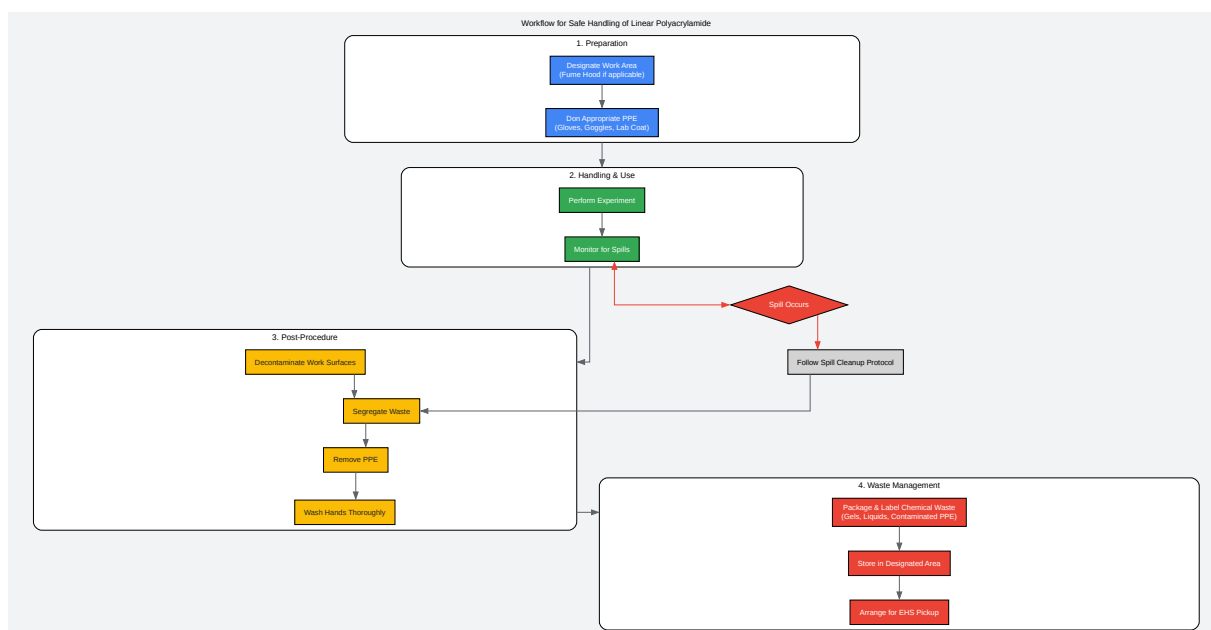 Workflow for Safe Handling of Linear Polyacrylamide
1. Preparation
Designate Work Area
(Fume Hood if applicable)
Don Appropriate PPE
(Gloves, Goggles, Lab Coat)
2. Handling & Use
Perform Experiment
Monitor for Spills
Spill Occurs
Follow Spill Cleanup Protocol
3. Post-Procedure
Decontaminate Work Surfaces
Segregate Waste
Remove PPE
Wash Hands Thoroughly
4. Waste Management
Package & Label Chemical Waste
(Gels, Liquids, Contaminated PPE)
Store in Designated Area
Arrange for EHS Pickup